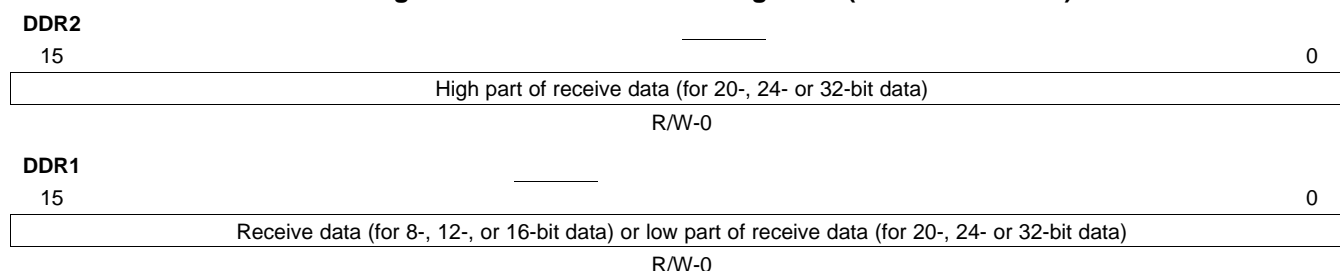 DDR2
15 0
High part of receive data (for 20-, 24- or 32-bit data)
R/W-0
DDR1
15 0
Receive data (for 8-, 12-, or 16-bit data) or low part of receive data (for 20-, 24- or 32-bit data)
R/W-0